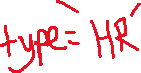 type= "HR"